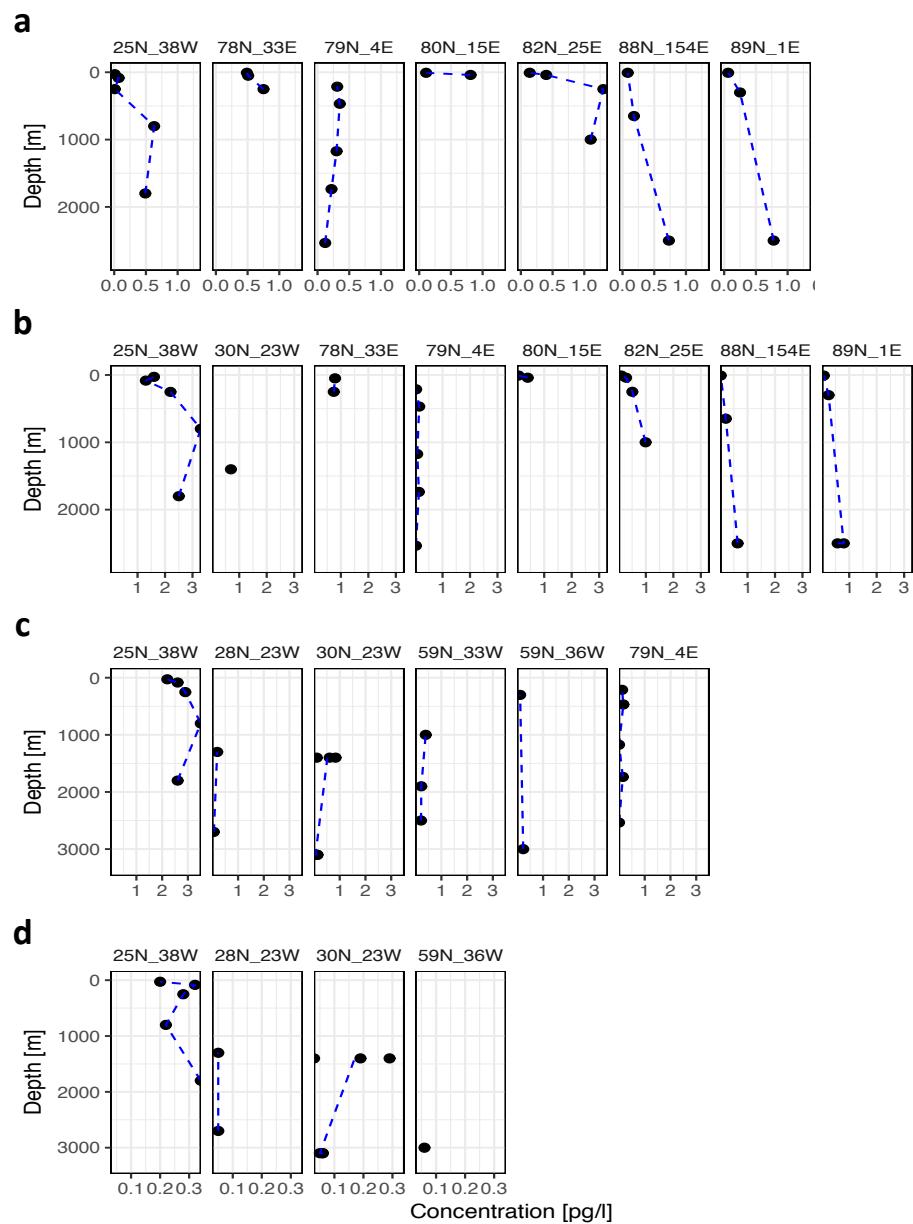 a
25N_38W 78N_33E 79N_4E 80N_15E 82N_25E 88N_154E 89N_1E
Depth [m]
0
1000
2000
0.0 0.5 1.0 0.0 0.5 1.0 0.0 0.5 1.0 0.0 0.5 1.0 0.0 0.5 1.0 0.0 0.5 1.0 0.0 0.5 1.0
b
25N_38W 30N_23W 78N_33E 79N_4E 80N_15E 82N_25E 88N_154E 89N_1E
Depth [m]
0
1000
2000
1 2 3 1 2 3 1 2 3 1 2 3 1 2 3 1 2 3 1 2 3 1 2 3
c
25N_38W 28N_23W 30N_23W 59N_33W 59N_36W 79N_4E
Depth [m]
0
1000
2000
3000
1 2 3 1 2 3 1 2 3 1 2 3 1 2 3 1 2 3
d
25N_38W 28N_23W 30N_23W 59N_36W
Depth [m]
0
1000
2000
3000
0.1 0.2 0.3 0.1 0.2 0.3 0.1 0.2 0.3 0.1 0.2 0.3
Concentration [pg/l]